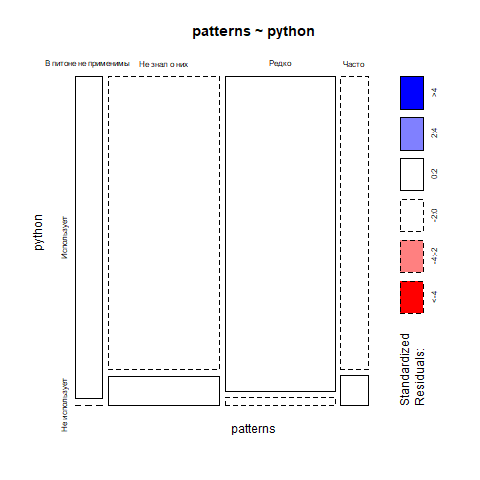 patterns ~ python
В питоне не применимы
Не знал о них
Редко
Часто
Использует
Не использует
python
patterns
>4
2:4
0:2
-2:0
-4:-2
<-4
Standardized
Residuals: